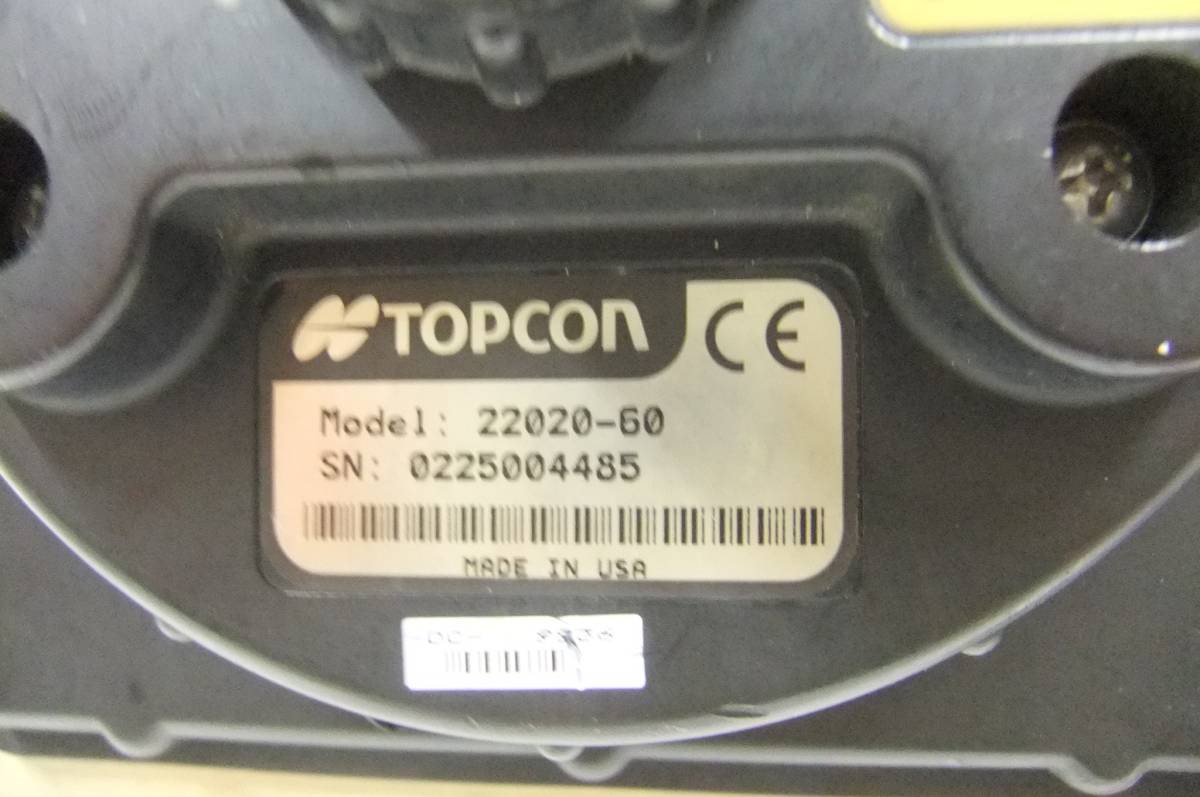 TOPCON CE
Model: 22020-60
SN: 0225004485
MADE IN USA